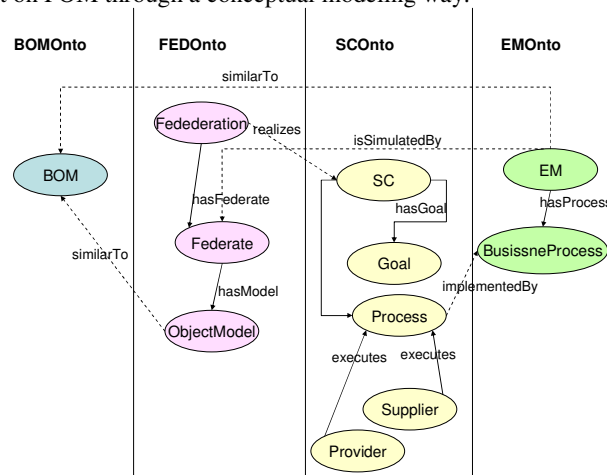 t on FOM through a conceptual modeling way.
BOMOnto FEDOnto SCOnto EMOnto
similarTo
Fedederation
realizes
isSimulatedBy
BOM
SC
EM
hasFederate
hasGoal
hasProcess
Federate
similarTo
Goal
BusissneProcess
hasModel
implementedBy
ObjectModel
Process
executes
executes
Supplier
Provider